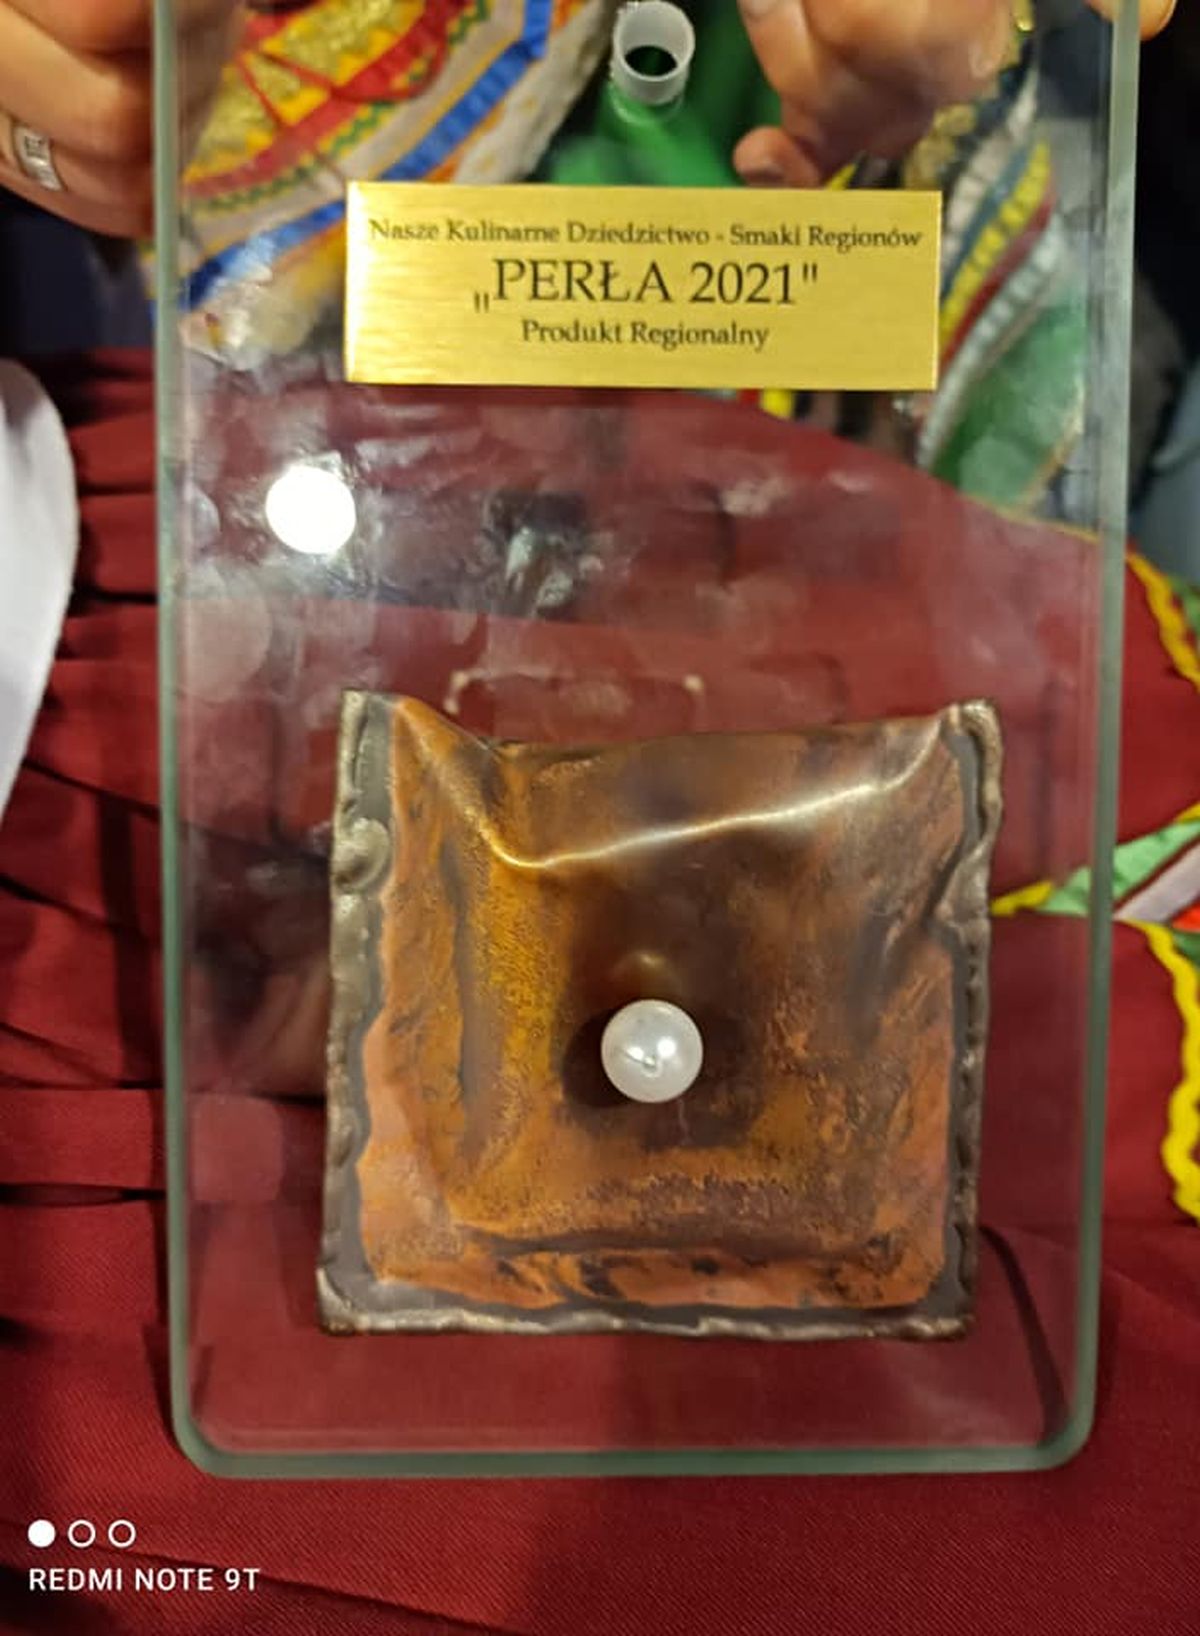 Nasze Kulinarne Dziedzictwo - Smaki Regionów
„PERŁA 2021"
Produkt Regionalny
REDMI NOTE 9T